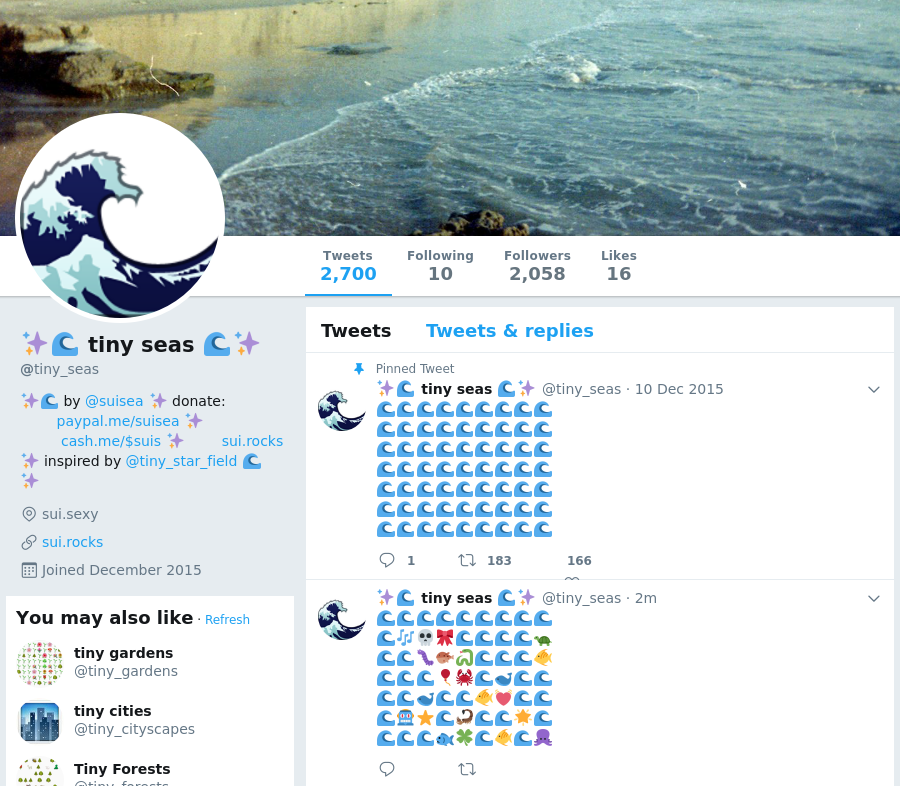 Tweets Following Followers Likes
2,700 10 2,058 16
✨🌊 tiny seas 🌊✨
@tiny_seas
✨🌊 by @suisea ✨ donate:
paypal.me/suisea ✨
cash.me/$suis ✨ sui.rocks
✨ inspired by @tiny_star_field 🌊
✨
sui.sexy
sui.rocks
Joined December 2015
You may also like · Refresh
tiny gardens
@tiny_gardens
tiny cities
@tiny_cityscapes
Tiny Forests
@tiny_forests
Tweets Tweets & replies
Pinned Tweet
✨🌊 tiny seas 🌊✨ @tiny_seas · 10 Dec 2015
🌊🌊🌊🌊🌊🌊🌊🌊🌊
🌊🌊🌊🌊🌊🌊🌊🌊🌊
🌊🌊🌊🌊🌊🌊🌊🌊🌊
🌊🌊🌊🌊🌊🌊🌊🌊🌊
🌊🌊🌊🌊🌊🌊🌊🌊🌊
🌊🌊🌊🌊🌊🌊🌊🌊🌊
🌊🌊🌊🌊🌊🌊🌊🌊🌊
1 183 166
✨🌊 tiny seas 🌊✨ @tiny_seas · 2m
🌊🌊🌊🌊🌊🌊🌊🌊🌊
🌊🎶💀🎀🌊🌊🌊🌊🐢
🌊🌊🐛🐡🐍🌊🌊🌊🐠
🌊🌊🌊🎈🦀🌊🐳🌊🌊
🌊🌊🐳🌊🌊🐠💓🌊🌊
🌊🤖⭐🌊🦂🌊🌊🌟🌊
🌊🌊🌊🐟🍀🌊🐠🌊🐙